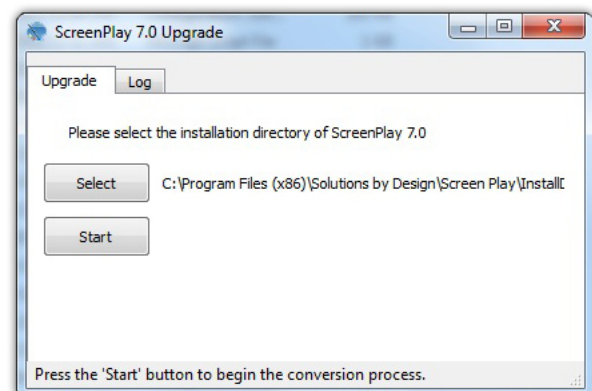 ScreenPlay 7.0 Upgrade
Upgrade Log
Please select the installation directory of ScreenPlay 7.0
Select C:\Program Files (x86)\Solutions by Design\Screen Play\Install
Start
Press the 'Start' button to begin the conversion process.